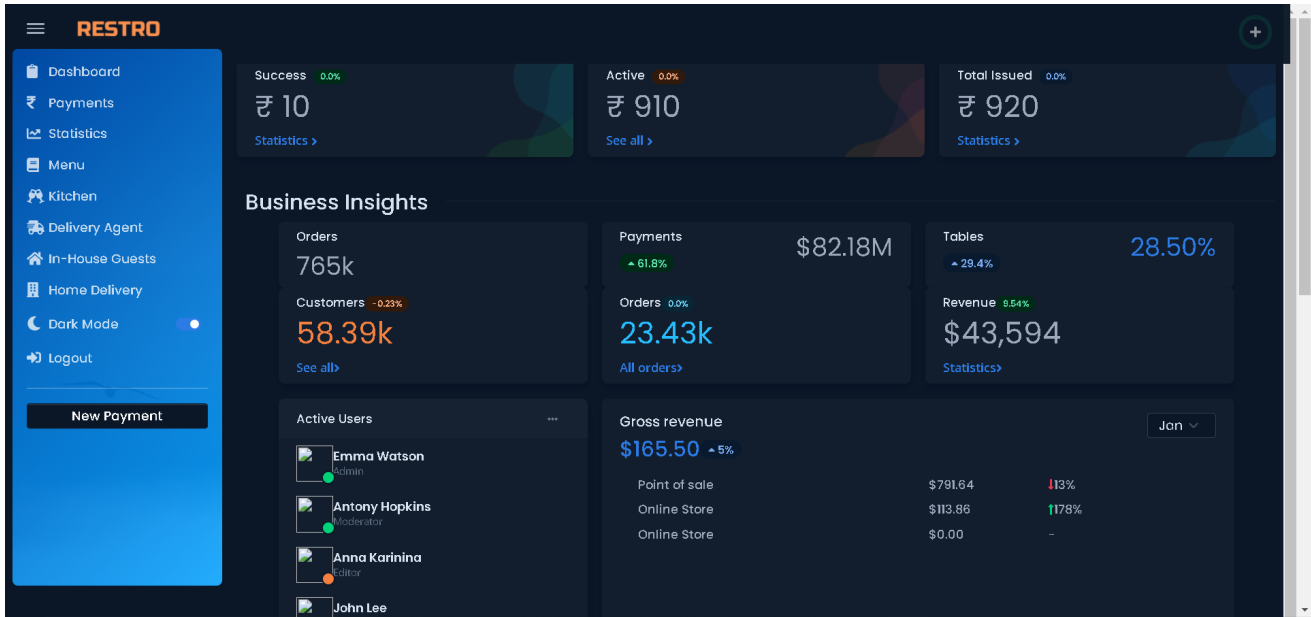 RESTRO
+
Dashboard
₹ Payments
Statistics
Menu
Kitchen
Delivery Agent
In-House Guests
Home Delivery
Dark Mode
Logout
New Payment
Success 0.0%
₹ 10
Statistics ›
Active 0.0%
₹ 910
See all ›
Total Issued 0.0%
₹ 920
Statistics ›
Business Insights
Orders
765k
Payments
61.8%
$82.18M
Tables
29.4%
28.50%
Customers -0.23%
58.39k
See all›
Orders 0.0%
23.43k
All orders›
Revenue 9.54%
$43,594
Statistics›
Active Users ...
Emma Watson
Admin
Antony Hopkins
Moderator
Anna Karinina
Editor
John Lee
Gross revenue
Jan
$165.50 5%
Point of sale $791.64 13%
Online Store $113.86 178%
Online Store $0.00 -